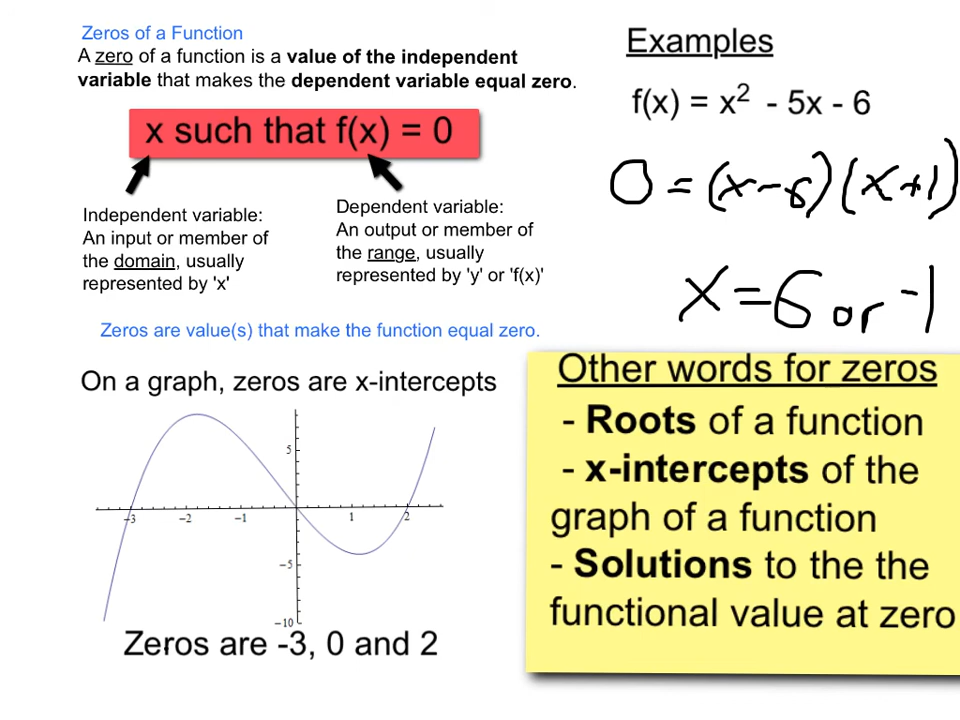 Zeros of a Function
A zero of a function is a value of the independent
variable that makes the dependent variable equal zero.
x such that f(x) = 0
Independent variable:
An input or member of
the domain, usually
represented by 'x'
Dependent variable:
An output or member of
the range, usually
represented by 'y' or 'f(x)'
Zeros are value(s) that make the function equal zero.
On a graph, zeros are x-intercepts
5
-3 -2 -1 1 2
-5
-10
Zeros are -3, 0 and 2
Examples
f(x) = x² - 5x - 6
0 = (x-6)(x+1)
x = 6 or -1
Other words for zeros
- Roots of a function
- x-intercepts of the
graph of a function
- Solutions to the the
functional value at zero